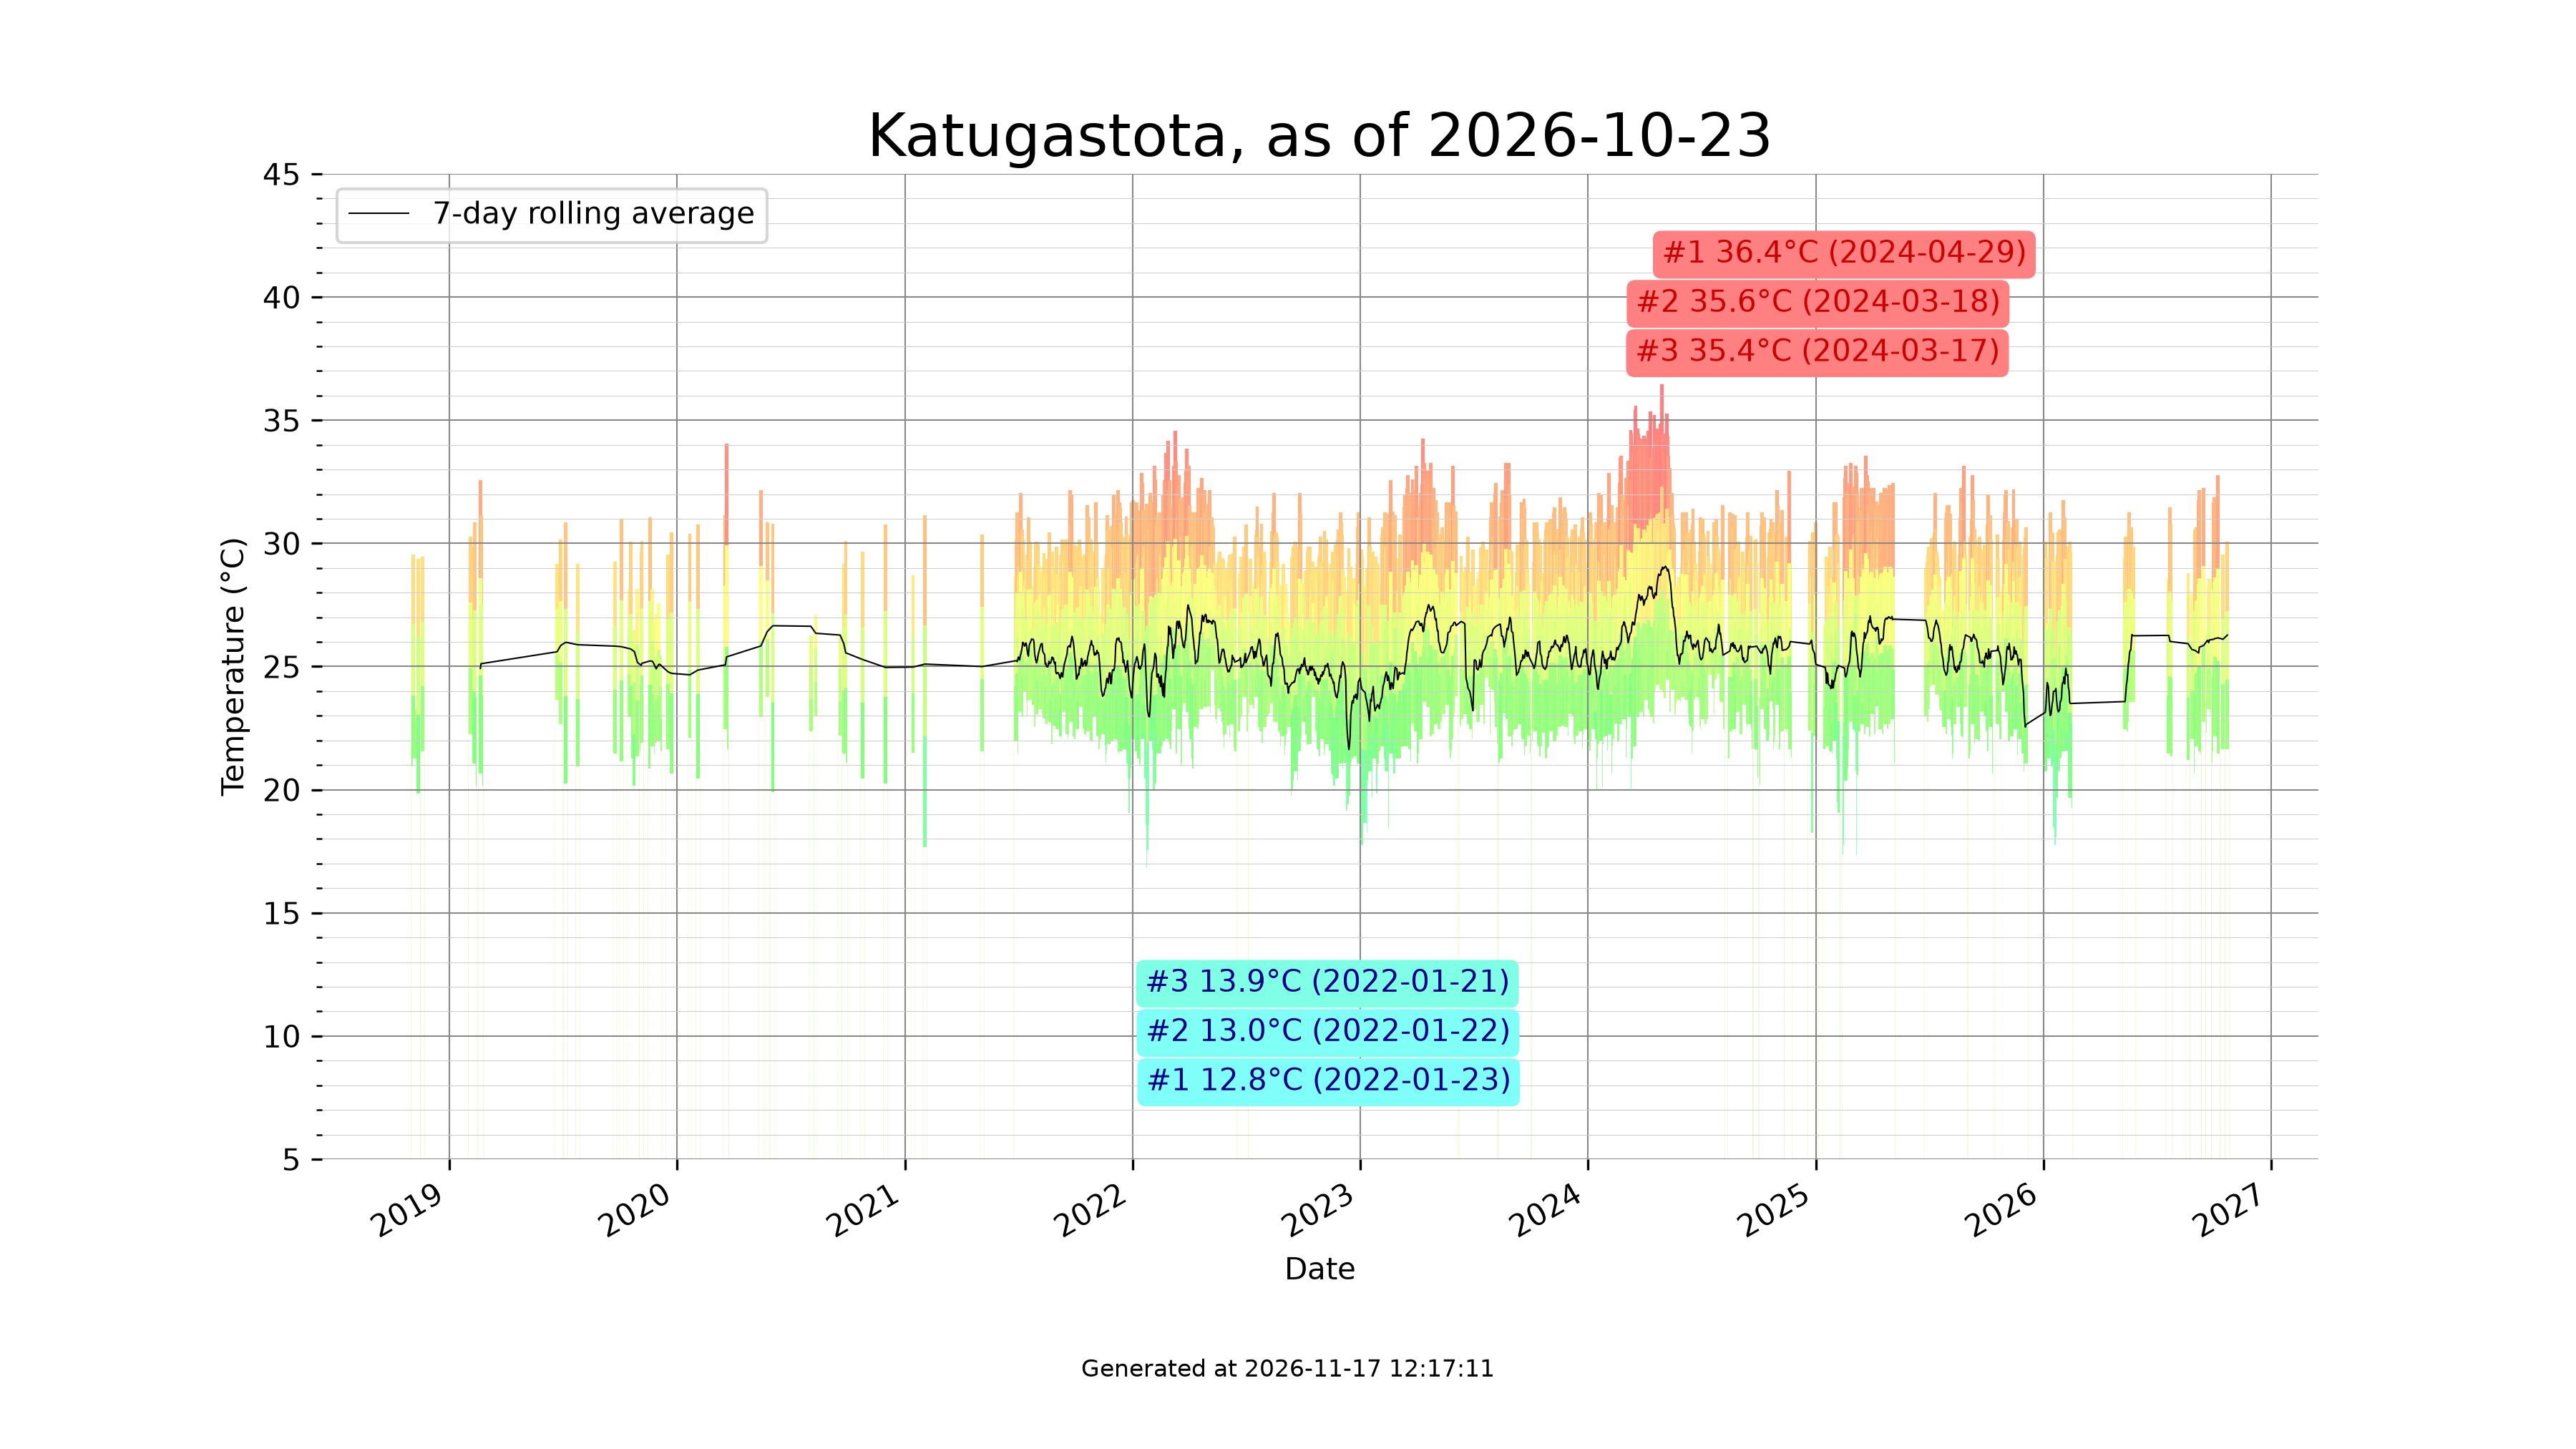 Katugastota, as of 2026-10-23
45
7-day rolling average
#1 36.4°C (2024-04-29)
40
#2 35.6°C (2024-03-18)
#3 35.4°C (2024-03-17)
35
30
25
Temperature (°C)
20
15
#3 13.9°C (2022-01-21)
10
#2 13.0°C (2022-01-22)
#1 12.8°C (2022-01-23)
5
2019
2020
2021
2022
2023
2024
2025
2026
2027
Date
Generated at 2026-11-17 12:17:11